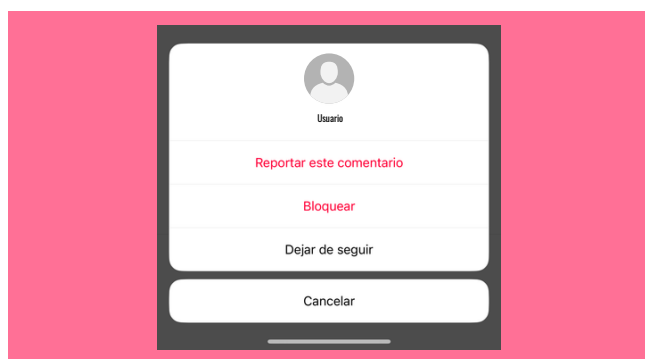 Usuario
Reportar este comentario
Bloquear
Dejar de seguir
Cancelar